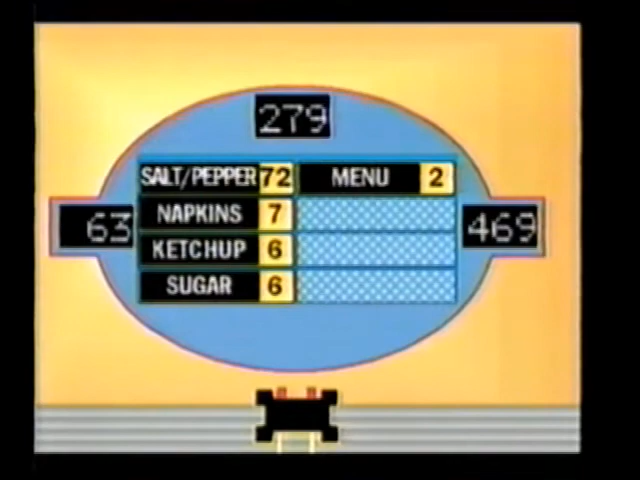 279
SALT/PEPPER 72 MENU 2
63 NAPKINS 7 469
KETCHUP 6
SUGAR 6